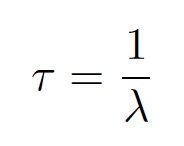 τ = 1/λ